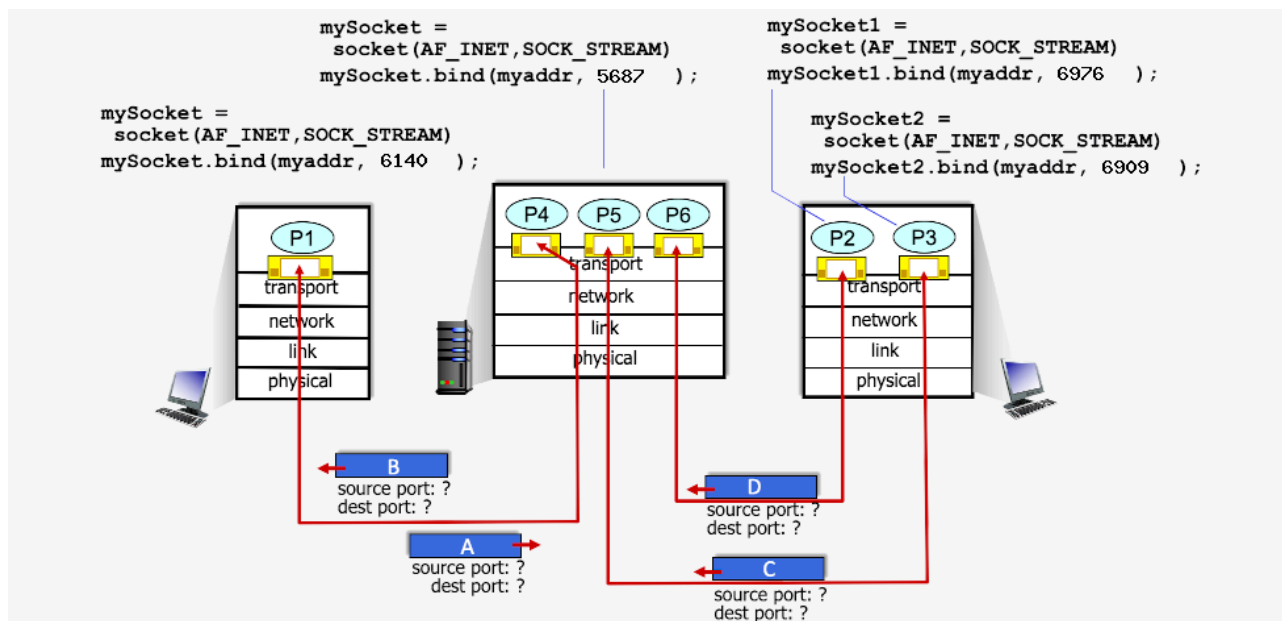 mySocket =
socket(AF_INET,SOCK_STREAM)
mySocket.bind(myaddr, 5687 );
mySocket1 =
socket(AF_INET,SOCK_STREAM)
mySocket1.bind(myaddr, 6976 );
mySocket =
socket(AF_INET,SOCK_STREAM)
mySocket.bind(myaddr, 6140 );
mySocket2 =
socket(AF_INET,SOCK_STREAM)
mySocket2.bind(myaddr, 6909 );
P1
transport
network
link
physical
P4 P5 P6
transport
network
link
physical
P2 P3
transport
network
link
physical
B
source port: ?
dest port: ?
A
source port: ?
dest port: ?
D
source port: ?
dest port: ?
C
source port: ?
dest port: ?